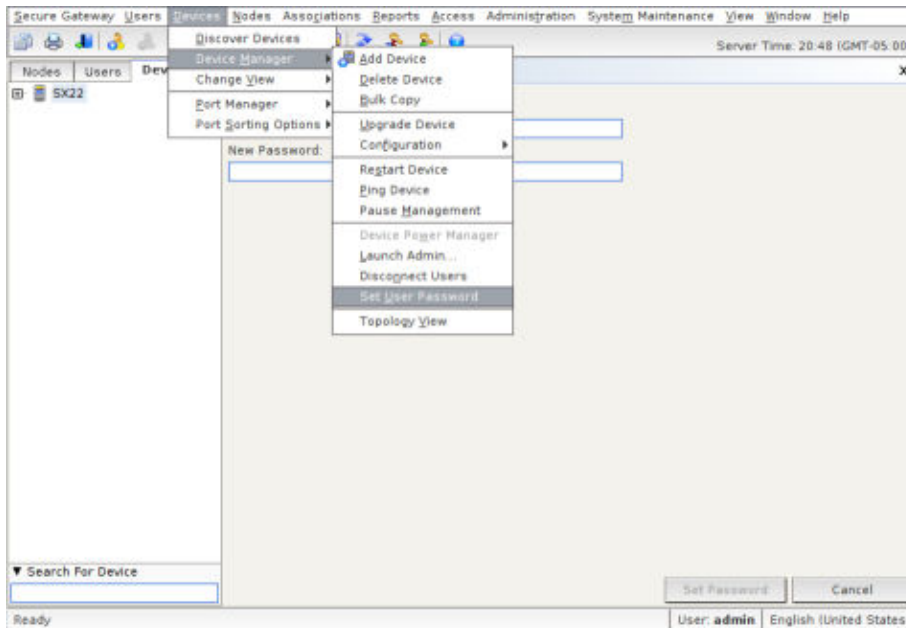 Secure Gateway Users Devices Nodes Associations Reports Access Administration System Maintenance View Window Help
Server Time: 20:48 (GMT-05:00
Nodes Users Dev
X
SX22
Discover Devices
Device Manager
Change View
Port Manager
Port Sorting Options
Add Device
Delete Device
Bulk Copy
Upgrade Device
Configuration
Restart Device
Ping Device
Pause Management
Device Power Manager
Launch Admin...
Disconnect Users
Set User Password
Topology View
New Password:
Search For Device
Set Password Cancel
Ready
User: admin English (United States